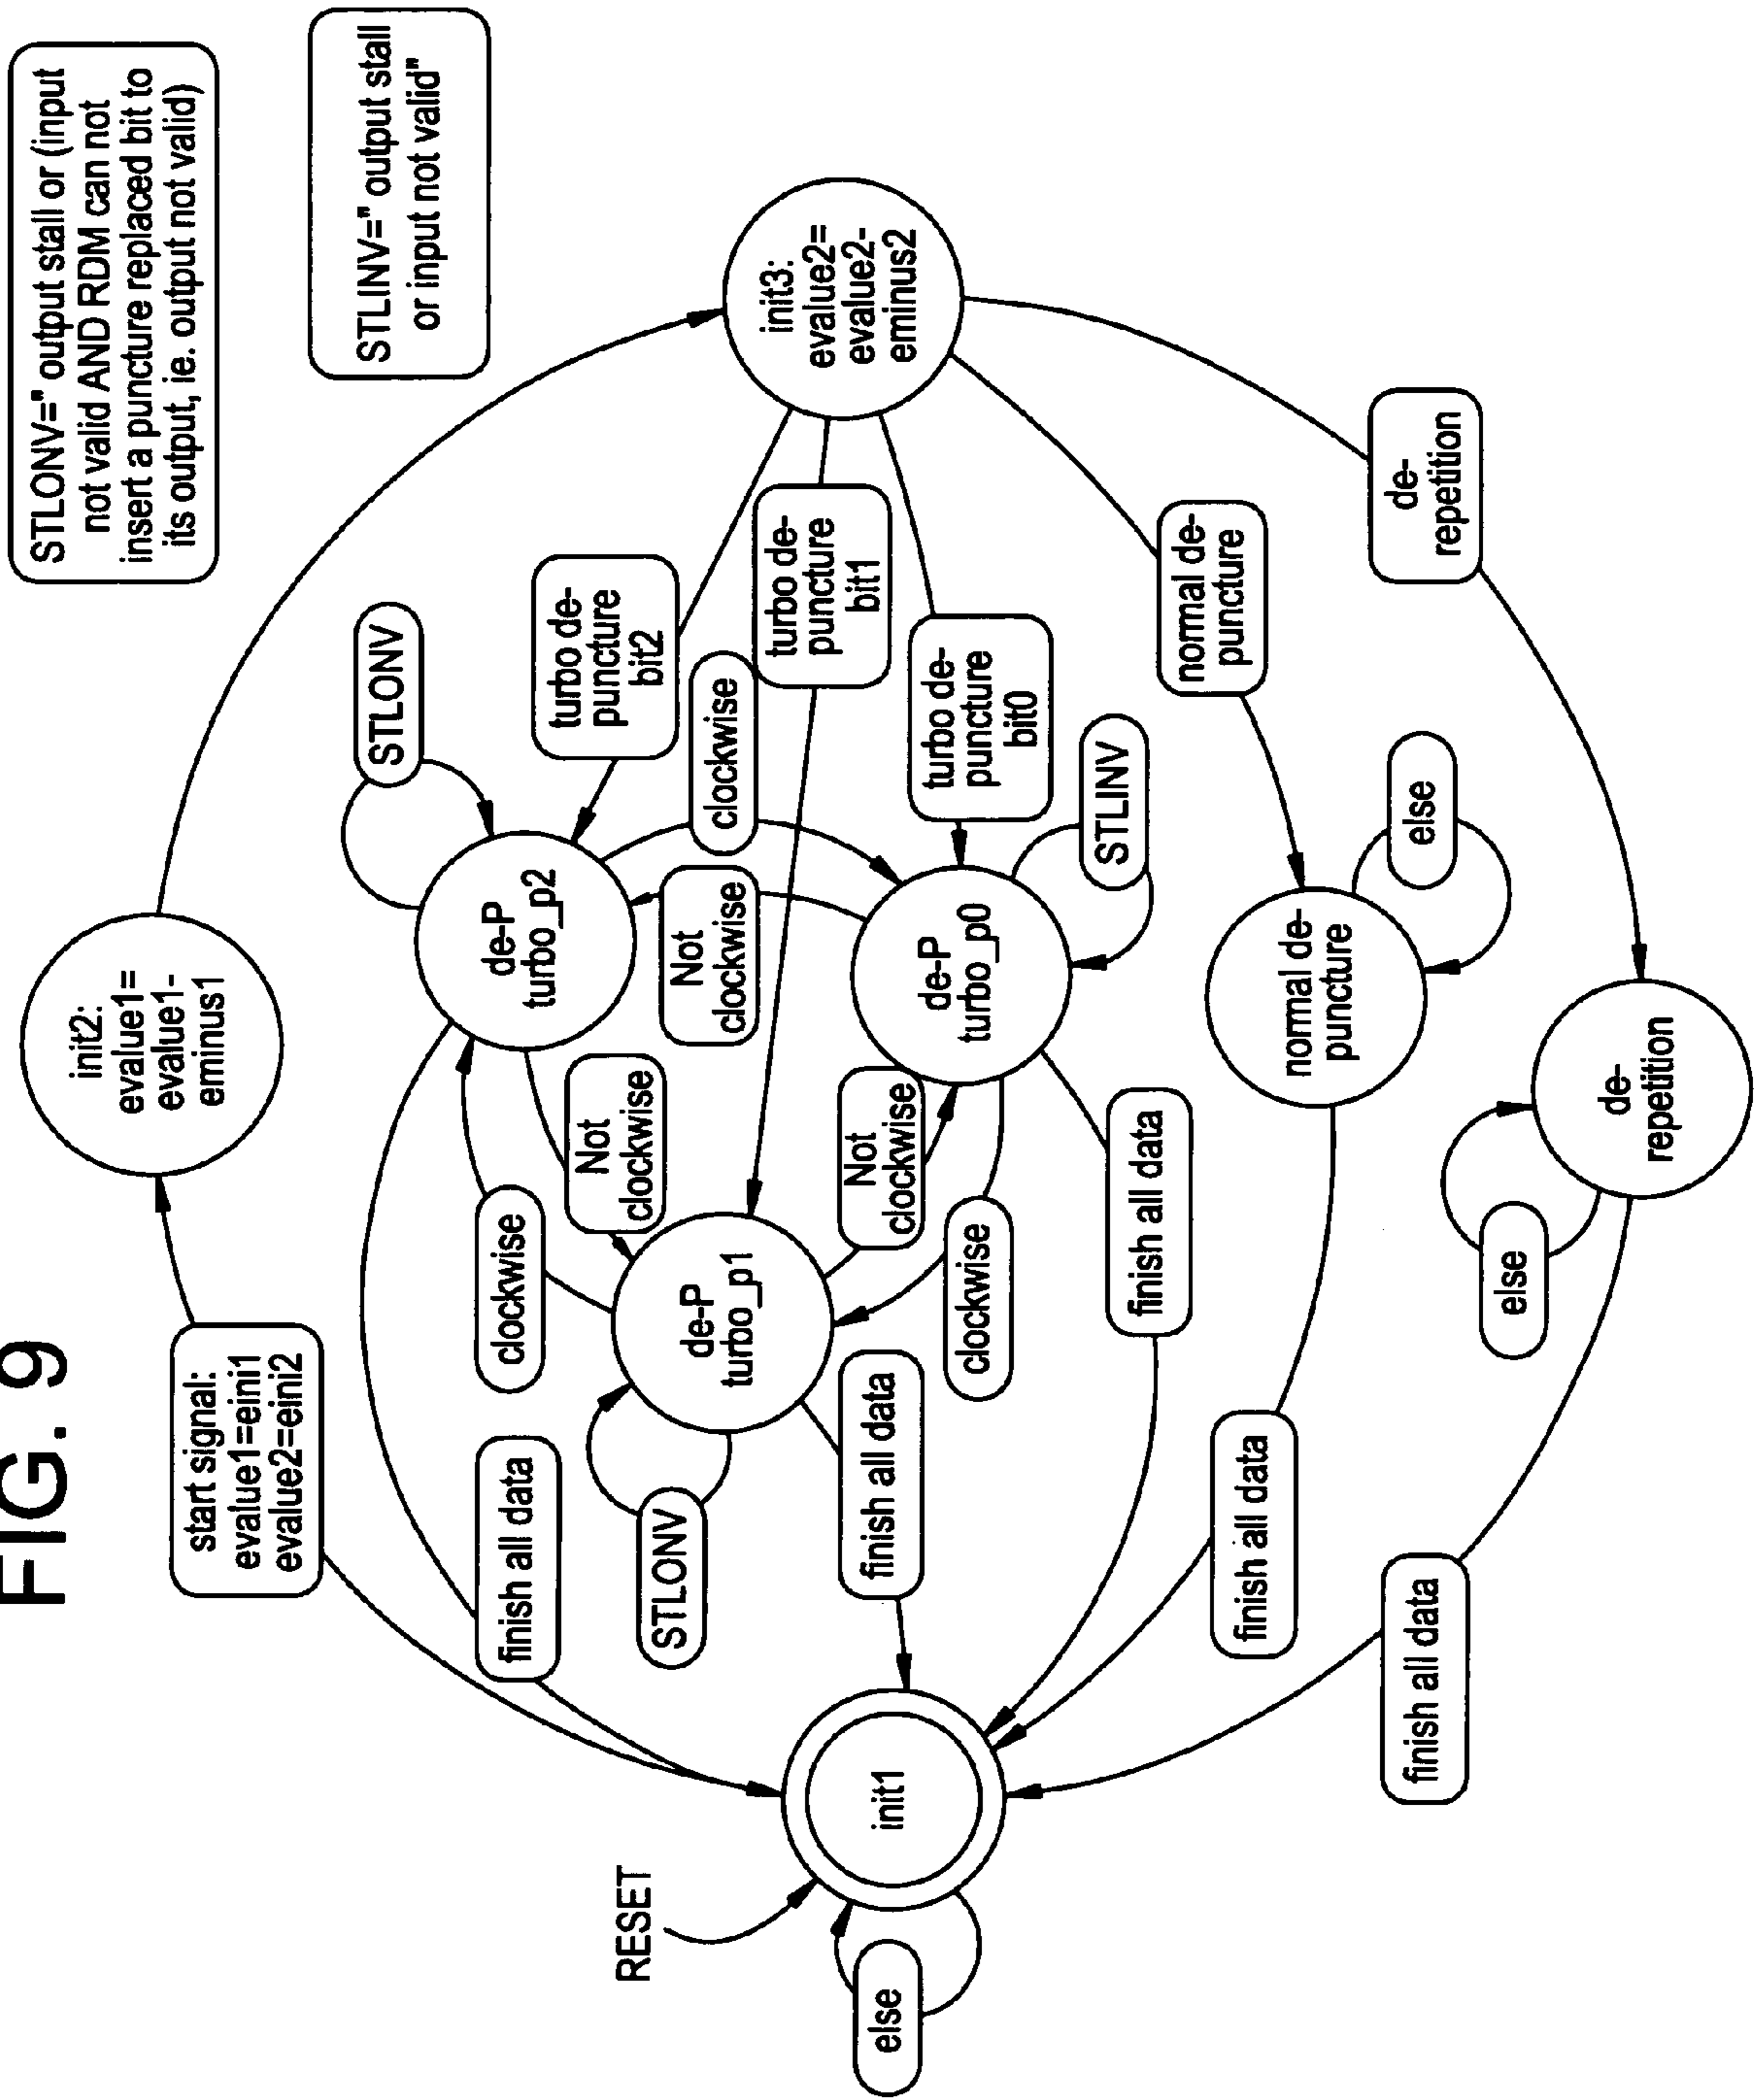 FIG. 9
STLONV=" output stall or (input
not valid AND RDM can not
insert a puncture replaced bit to
its output, ie. output not valid)
STLINV=" output stall
or input not valid"
start signal:
evalue1=eini1
evalue2=eini2
init2:
evalue1=
evalue1-
eminus1
init3:
evalue2=
evalue2-
eminus2
STLONV
turbo de-
puncture
bit2
turbo de-
puncture
bit1
turbo de-
puncture
bit0
normal de-
puncture
de-
repetition
de-P
turbo_p2
clockwise
Not
clockwise
clockwise
Not
clockwise
de-P
turbo_p1
STLONV
Not
clockwise
clockwise
de-P
turbo_p0
STLINV
finish all data
finish all data
finish all data
finish all data
finish all data
normal de-
puncture
else
de-
repetition
else
RESET
init1
else